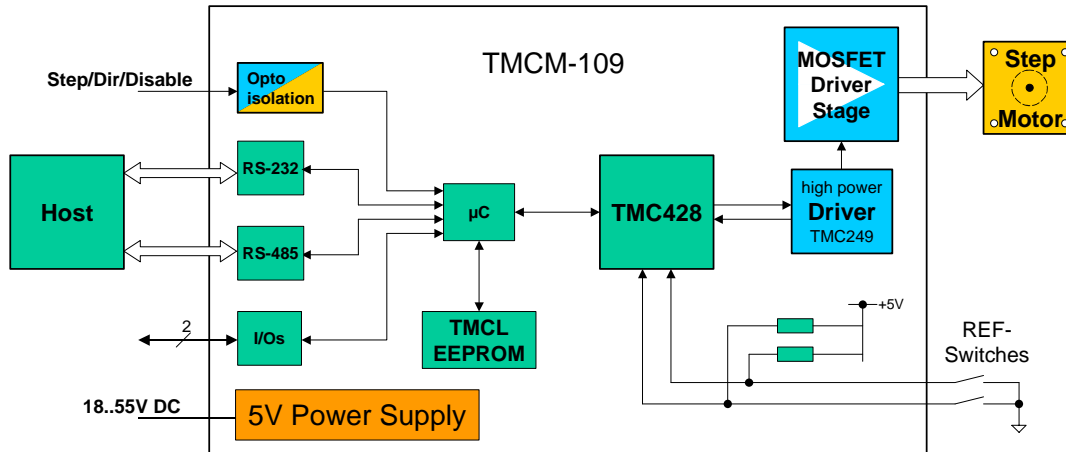 TMCM-109
Step/Dir/Disable
Opto
isolation
MOSFET
Driver
Stage
Step
Motor
Host
RS-232
RS-485
µC
TMC428
high power
Driver
TMC249
2
I/Os
TMCL
EEPROM
+5V
REF-
Switches
18..55V DC
5V Power Supply